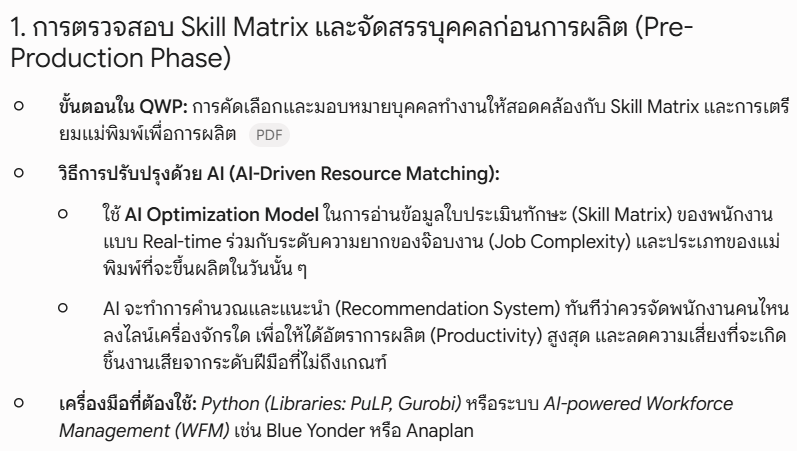 1. การตรวจสอบ Skill Matrix และจัดสรรบุคคลก่อนการผลิต (Pre-
Production Phase)
○ ขั้นตอนใน QWP: การคัดเลือกและมอบหมายบุคคลทำงานให้สอดคล้องกับ Skill Matrix และการเตรี
ยมแม่พิมพ์เพื่อการผลิต PDF
○ วิธีการปรับปรุงด้วย AI (AI-Driven Resource Matching):
○ ใช้ AI Optimization Model ในการอ่านข้อมูลใบประเมินทักษะ (Skill Matrix) ของพนักงาน
แบบ Real-time ร่วมกับระดับความยากของจ๊อบงาน (Job Complexity) และประเภทของแม่
พิมพ์ที่จะขึ้นผลิตในวันนั้น ๆ
○ AI จะทำการคำนวณและแนะนำ (Recommendation System) ทันทีว่าควรจัดพนักงานคนไหน
ลงไลน์เครื่องจักรใด เพื่อให้ได้อัตราการผลิต (Productivity) สูงสุด และลดความเสี่ยงที่จะเกิด
ชิ้นงานเสียจากระดับฝีมือที่ไม่ถึงเกณฑ์
○ เครื่องมือที่ต้องใช้: Python (Libraries: PuLP, Gurobi) หรือระบบ AI-powered Workforce
Management (WFM) เช่น Blue Yonder หรือ Anaplan